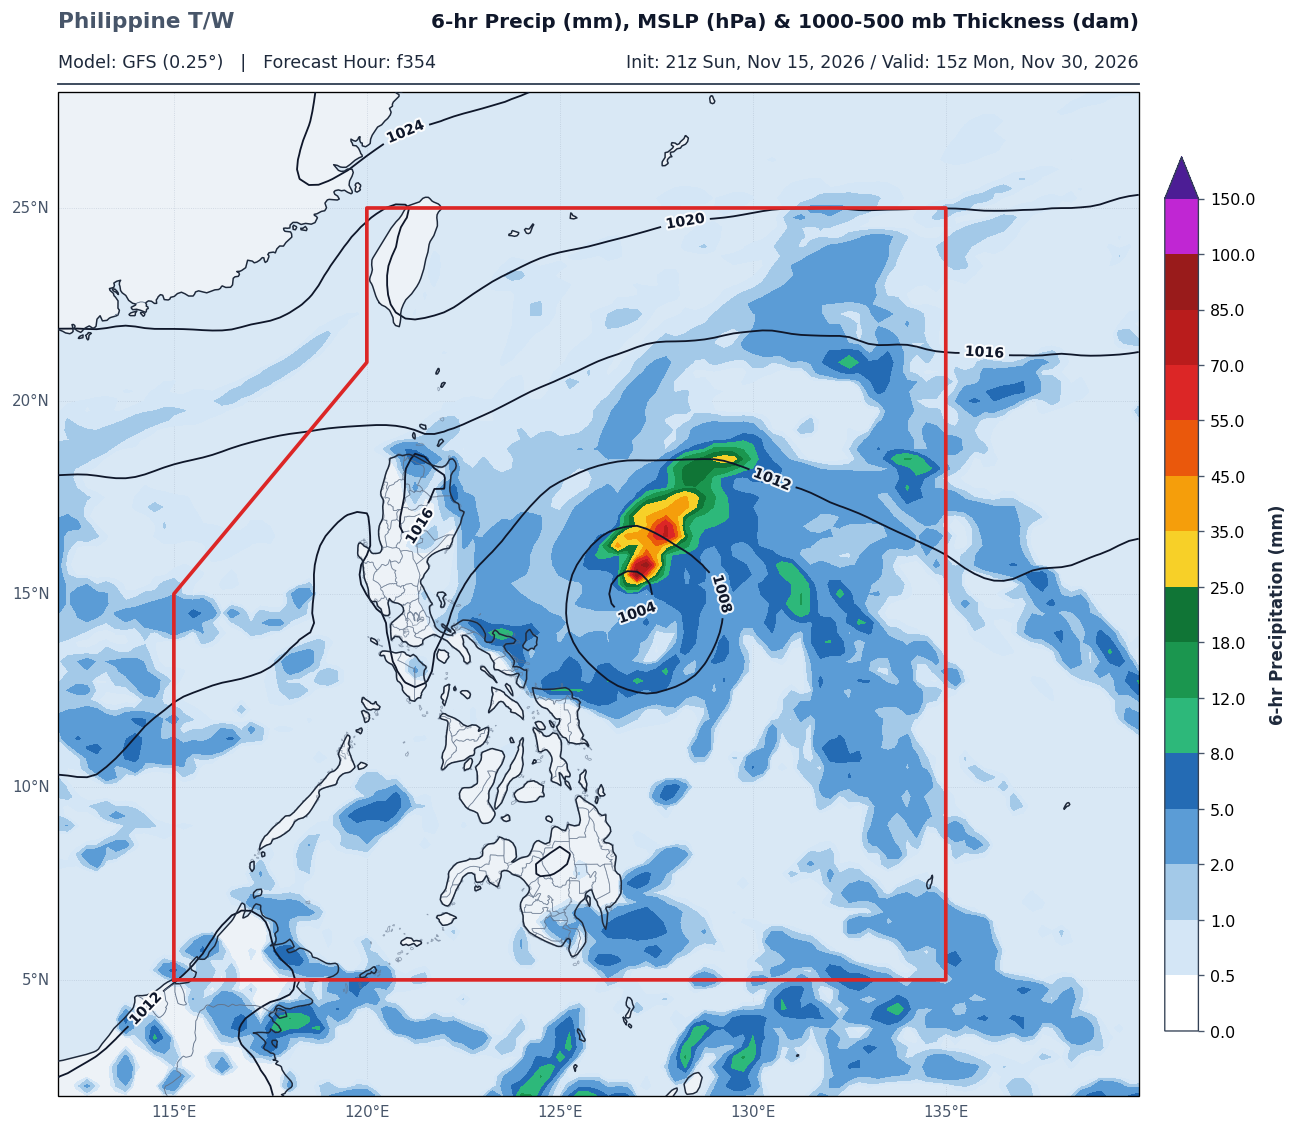 Philippine T/W
6-hr Precip (mm), MSLP (hPa) & 1000-500 mb Thickness (dam)
Model: GFS (0.25°) | Forecast Hour: f354
Init: 21z Sun, Nov 15, 2026 / Valid: 15z Mon, Nov 30, 2026
1024
1020
1016
1012
1016
1008
1004
1012
25°N
20°N
15°N
10°N
5°N
115°E
120°E
125°E
130°E
135°E
150.0
100.0
85.0
70.0
55.0
45.0
35.0
25.0
18.0
12.0
8.0
5.0
2.0
1.0
0.5
0.0
6-hr Precipitation (mm)